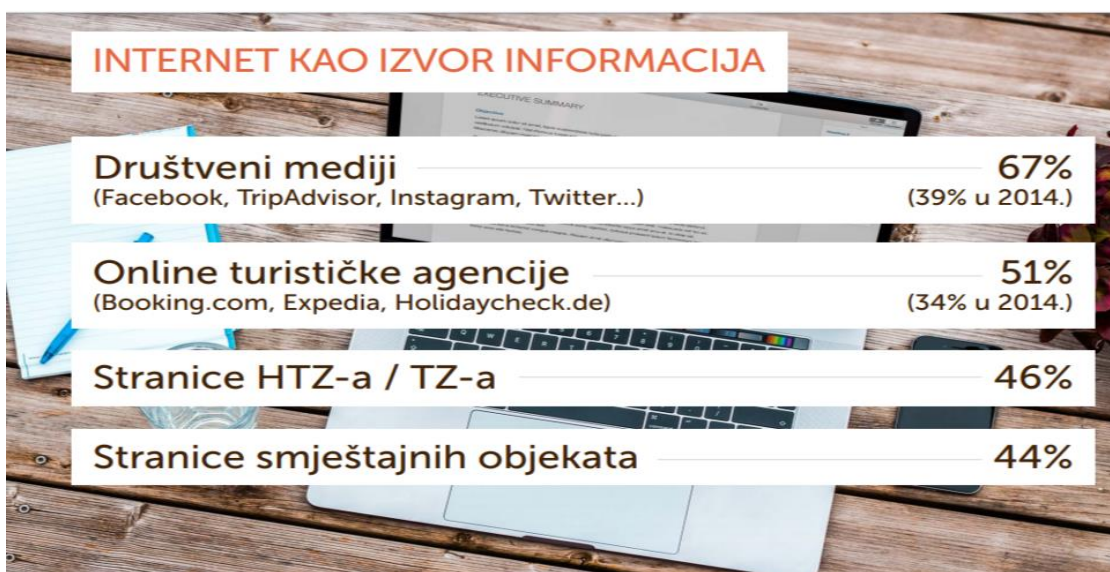 INTERNET KAO IZVOR INFORMACIJA
EXECUTIVE SUMMARY
Društveni mediji 67%
(Facebook, TripAdvisor, Instagram, Twitter...) (39% u 2014.)
Online turističke agencije 51%
(Booking.com, Expedia, Holidaycheck.de) (34% u 2014.)
Stranice HTZ-a / TZ-a 46%
Stranice smještajnih objekata 44%